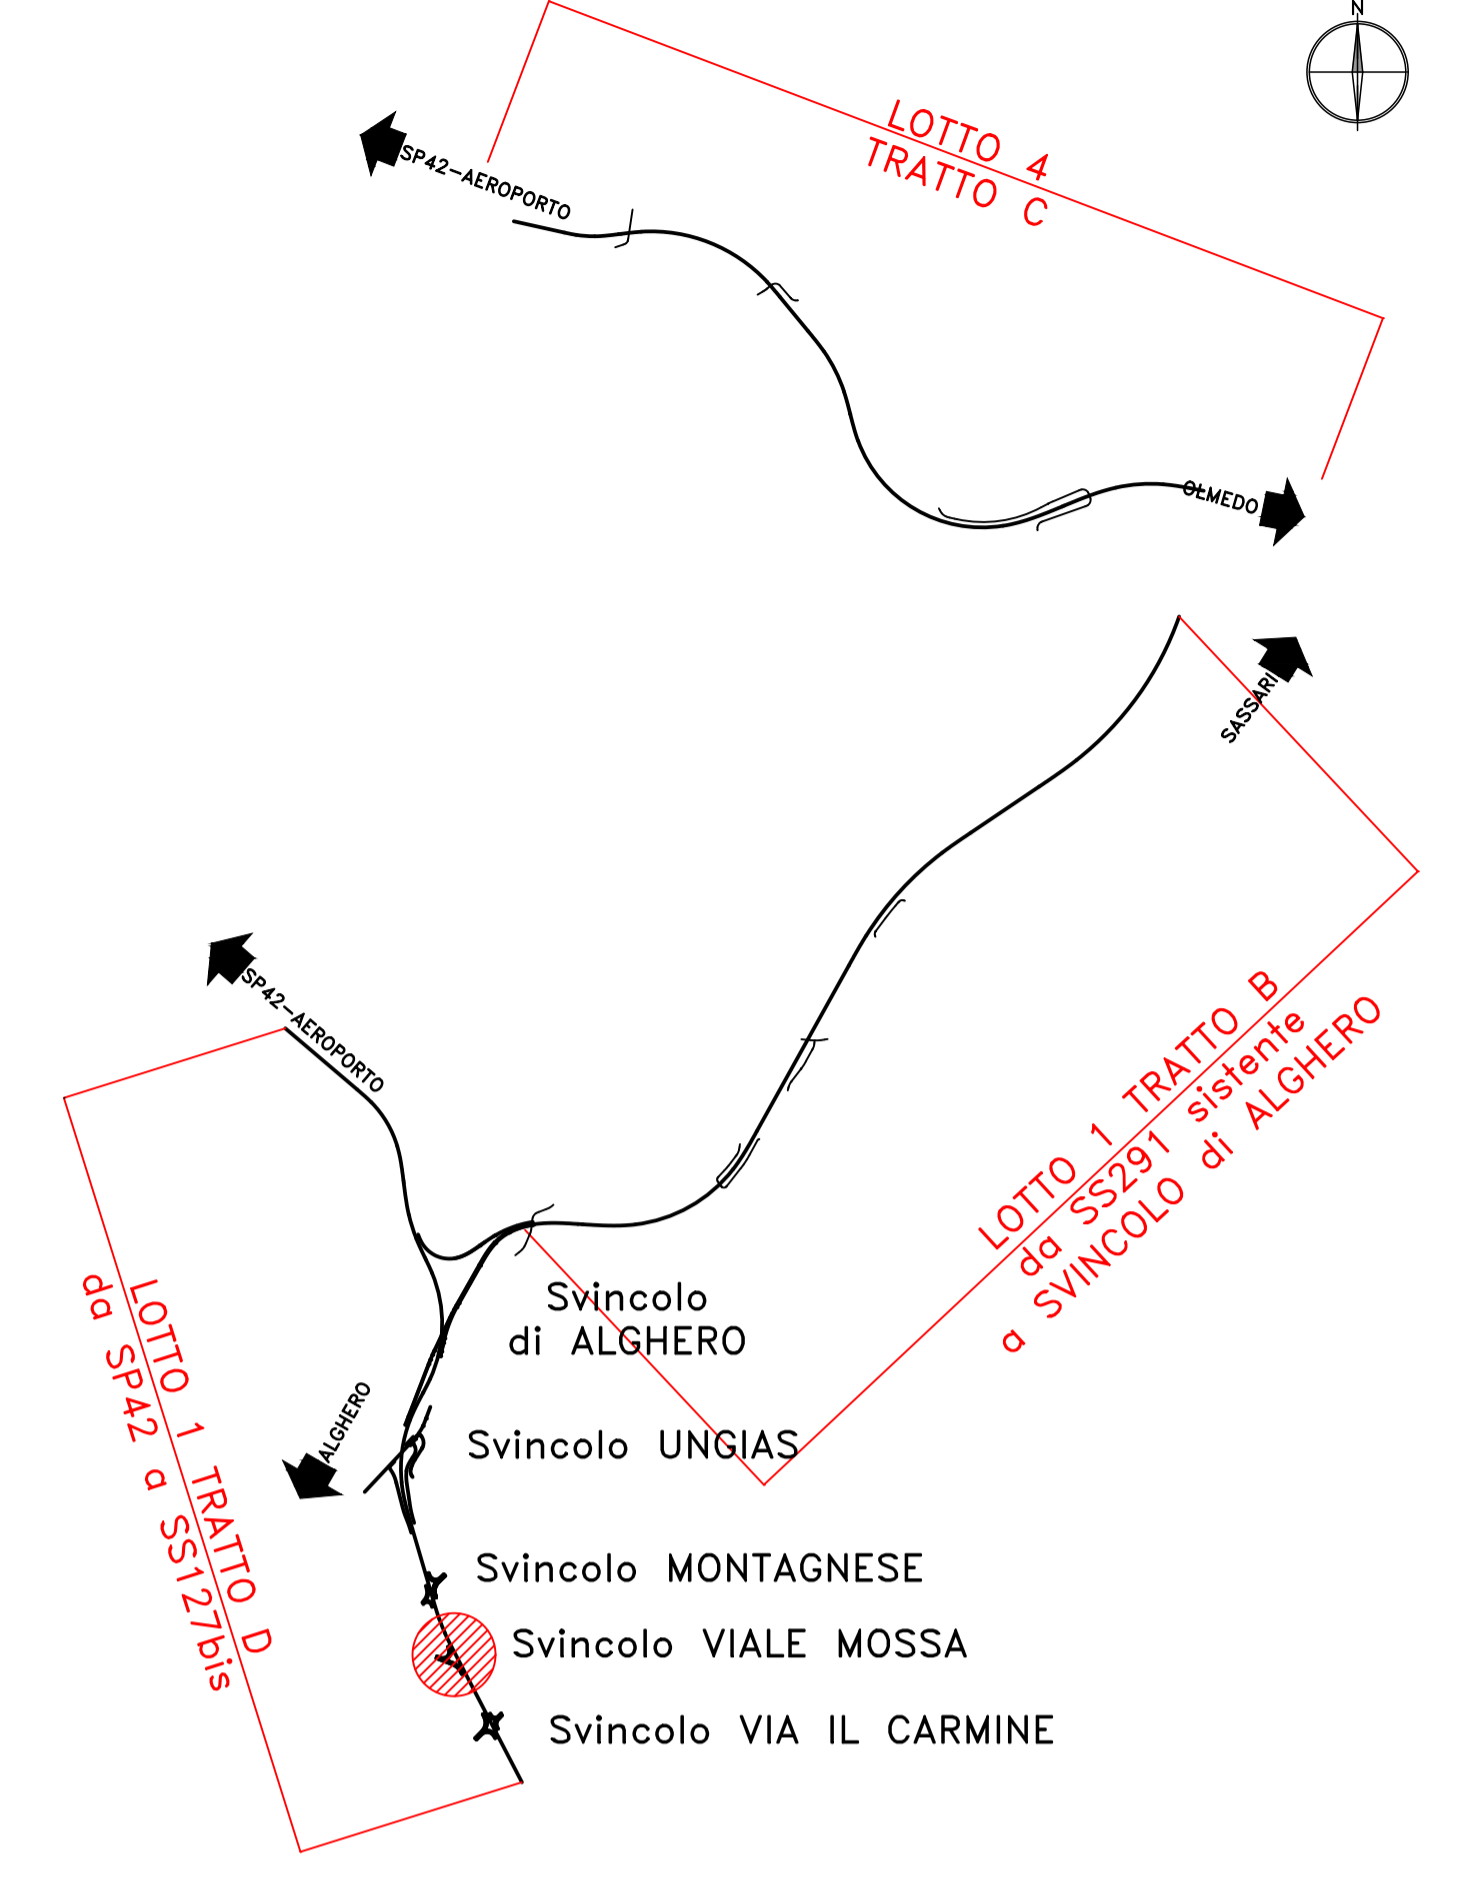 N
LOTTO 4
TRATTO C
SP42-AEROPORTO
OLMEDO
SASSARI
SP42-AEROPORTO
LOTTO 1 TRATTO B
da SS291 sistente
a SVINCOLO di ALGHERO
Svincolo
di ALGHERO
LOTTO 1 TRATTO D
da SP42 a SS127bis
ALGHERO
Svincolo UNGIAS
Svincolo MONTAGNESE
Svincolo VIALE MOSSA
Svincolo VIA IL CARMINE